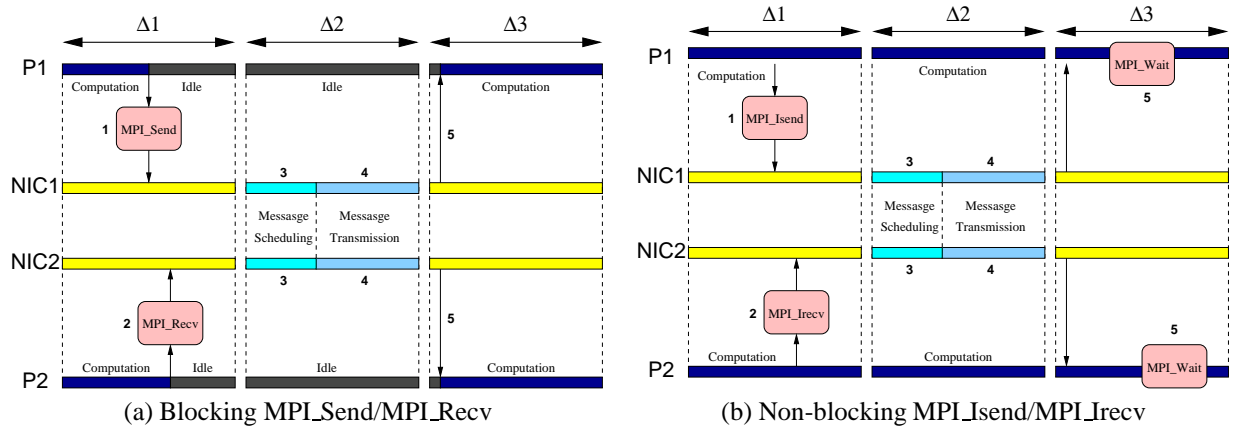 Δ1 Δ2 Δ3
P1
Computation Idle Idle Computation
1 MPI_Send 5
NIC1
3 4
Messasge Scheduling
Messasge Transmission
NIC2
3 4
2 MPI_Recv 5
Computation Idle Idle Computation
P2
(a) Blocking MPI_Send/MPI_Recv
Δ1 Δ2 Δ3
P1
MPI_Wait
Computation Computation
5
1 MPI_Isend
3 4
NIC1
Messasge Scheduling
Messasge Transmission
NIC2
3 4
2 MPI_Irecv
5
Computation Computation
P2
MPI_Wait
(b) Non-blocking MPI_Isend/MPI_Irecv